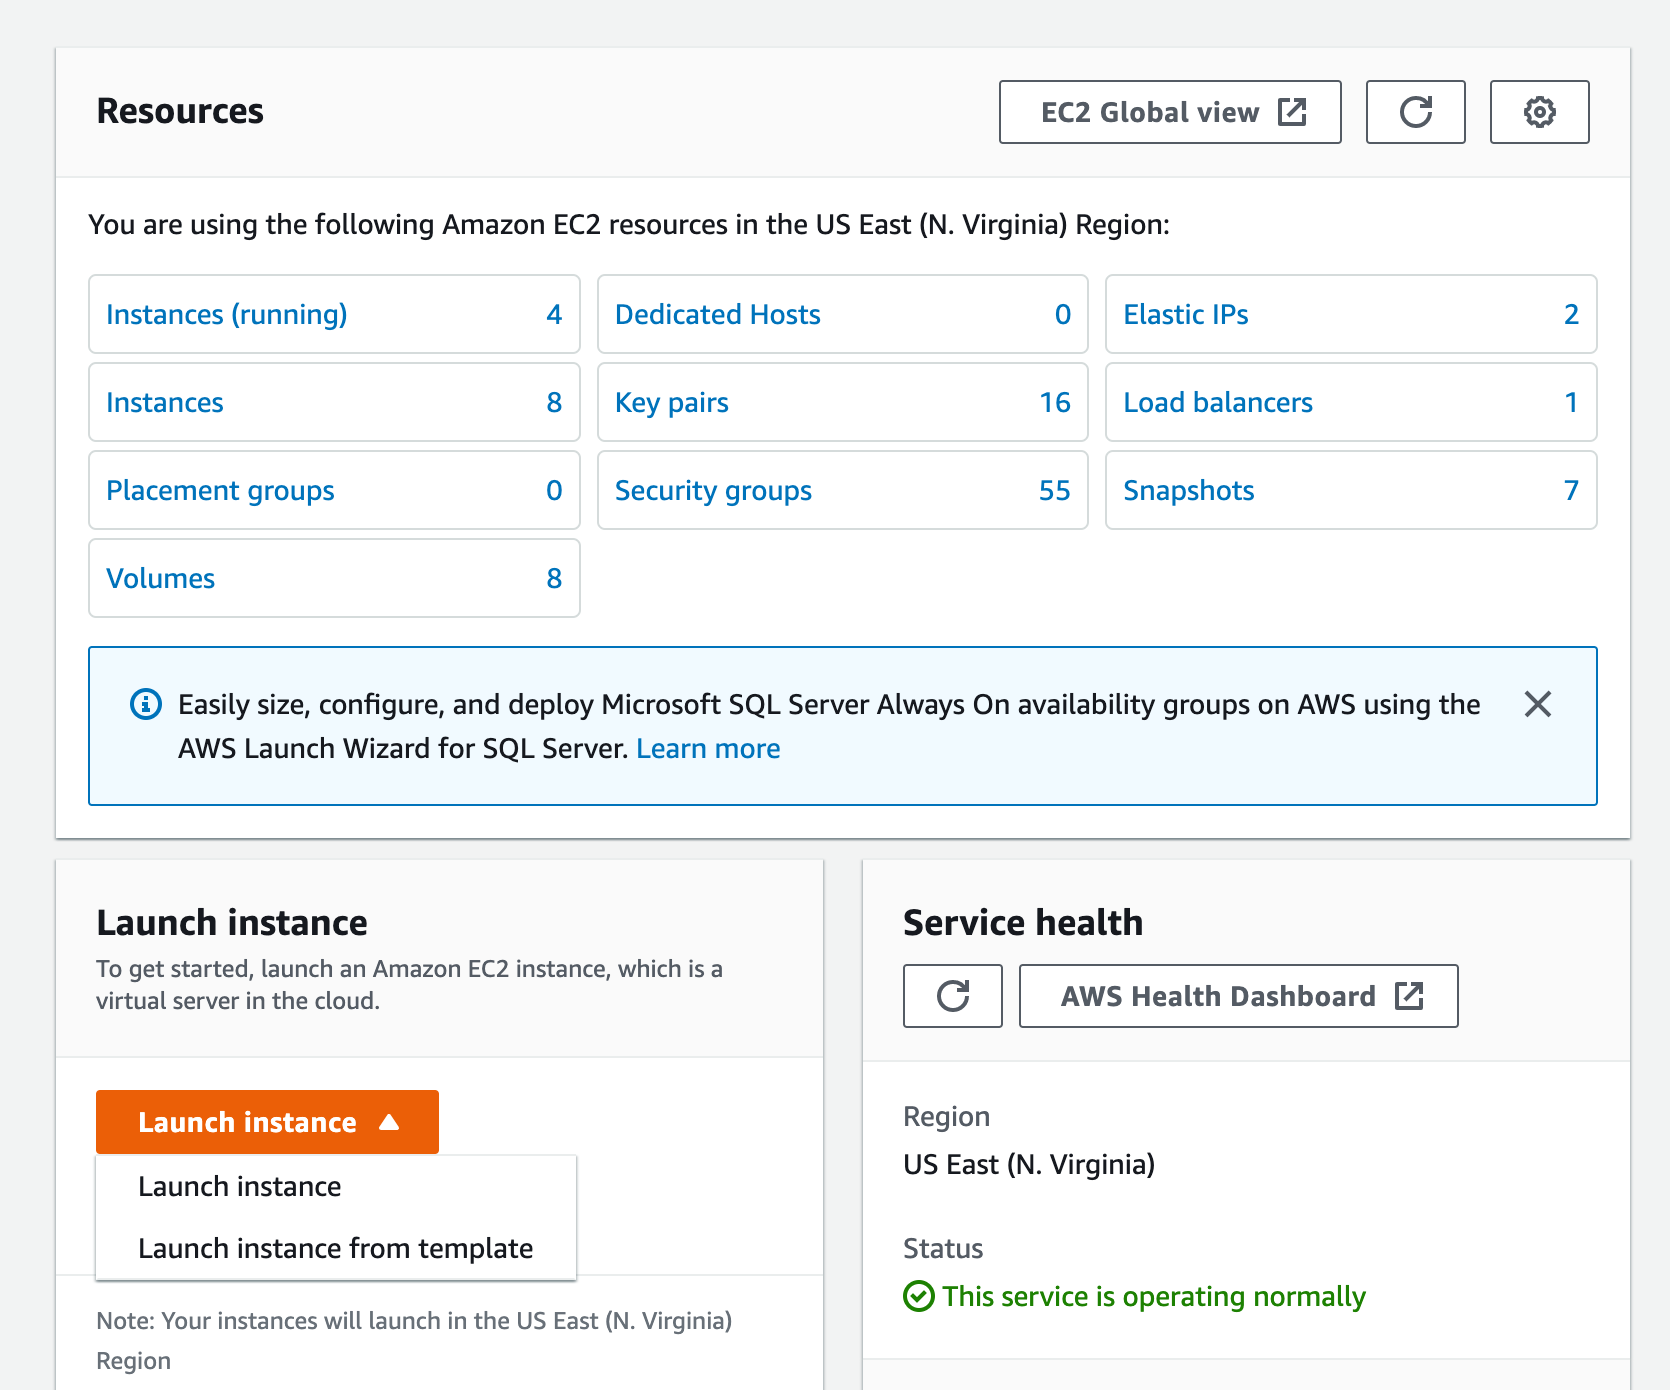 Resources
EC2 Global view
You are using the following Amazon EC2 resources in the US East (N. Virginia) Region:
Instances (running) 4
Dedicated Hosts 0
Elastic IPs 2
Instances 8
Key pairs 16
Load balancers 1
Placement groups 0
Security groups 55
Snapshots 7
Volumes 8
Easily size, configure, and deploy Microsoft SQL Server Always On availability groups on AWS using the
AWS Launch Wizard for SQL Server. Learn more
Launch instance
To get started, launch an Amazon EC2 instance, which is a
virtual server in the cloud.
Launch instance
Launch instance
Launch instance from template
Note: Your instances will launch in the US East (N. Virginia)
Region
Service health
AWS Health Dashboard
Region
US East (N. Virginia)
Status
This service is operating normally